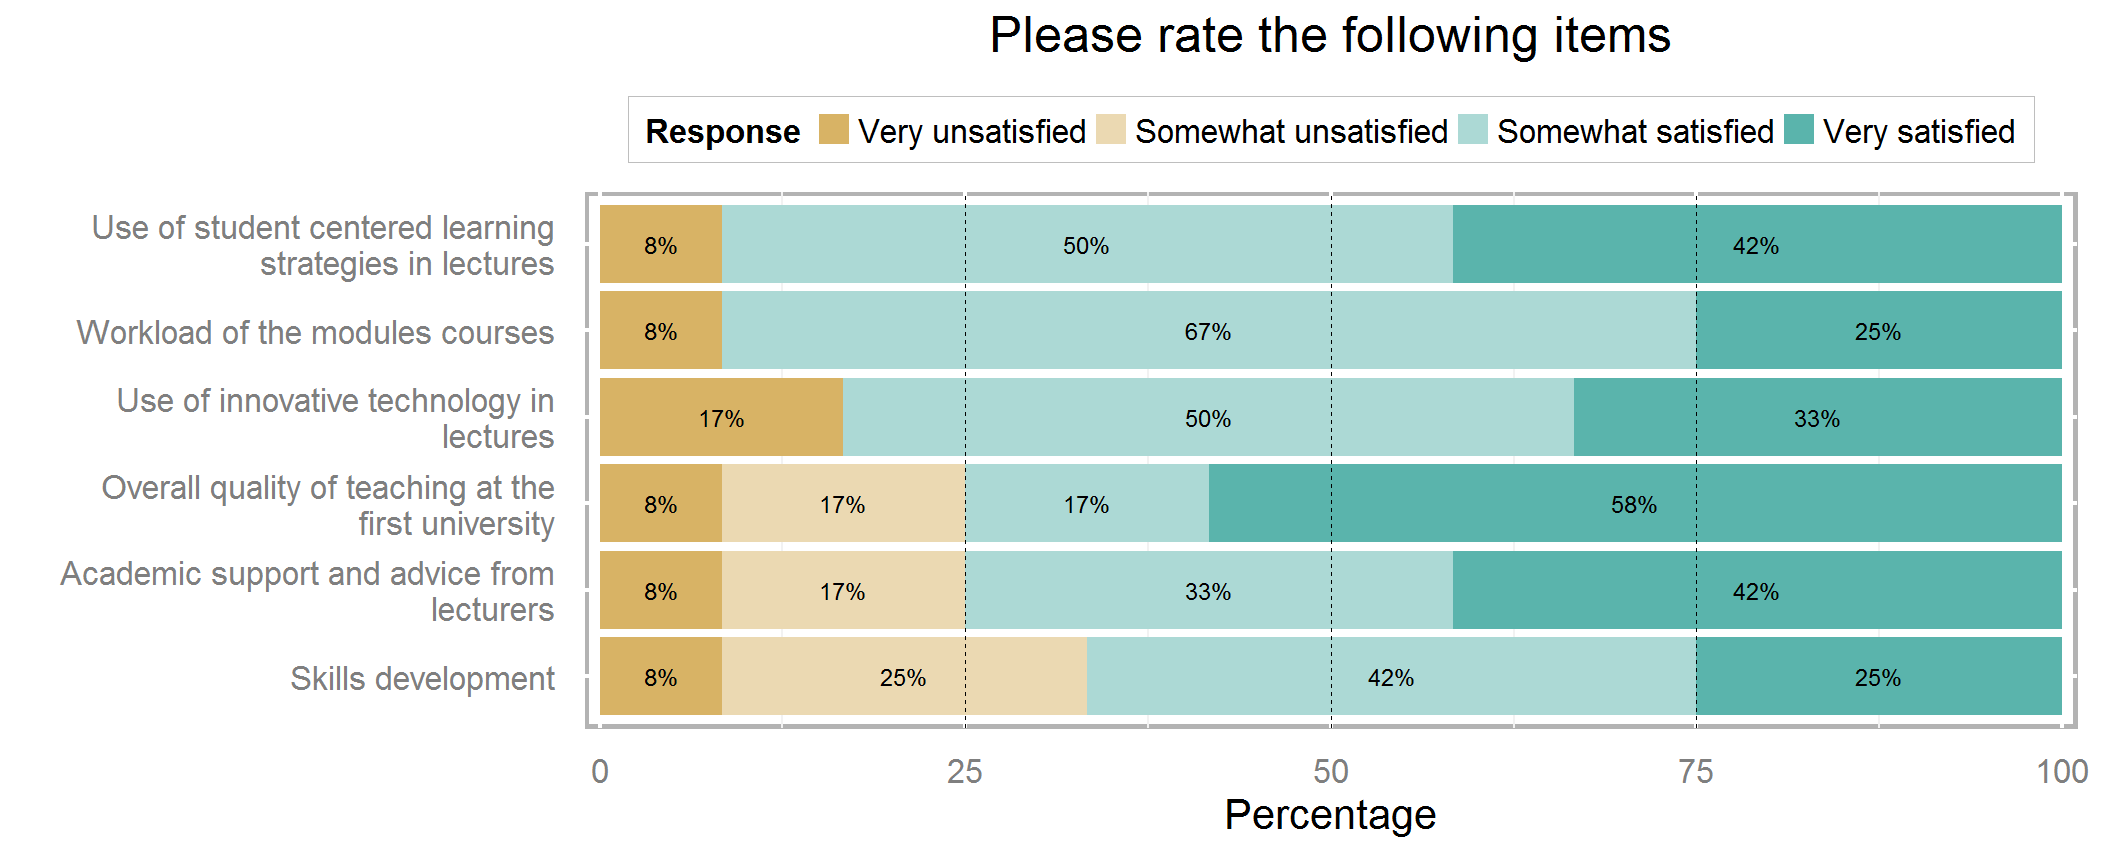 Please rate the following items
Response Very unsatisfied Somewhat unsatisfied Somewhat satisfied Very satisfied
Use of student centered learning
strategies in lectures
8% 50% 42%
Workload of the modules courses
8% 67% 25%
Use of innovative technology in
lectures
17% 50% 33%
Overall quality of teaching at the
first university
8% 17% 17% 58%
Academic support and advice from
lecturers
8% 17% 33% 42%
Skills development
8% 25% 42% 25%
0 25 50 75 100
Percentage